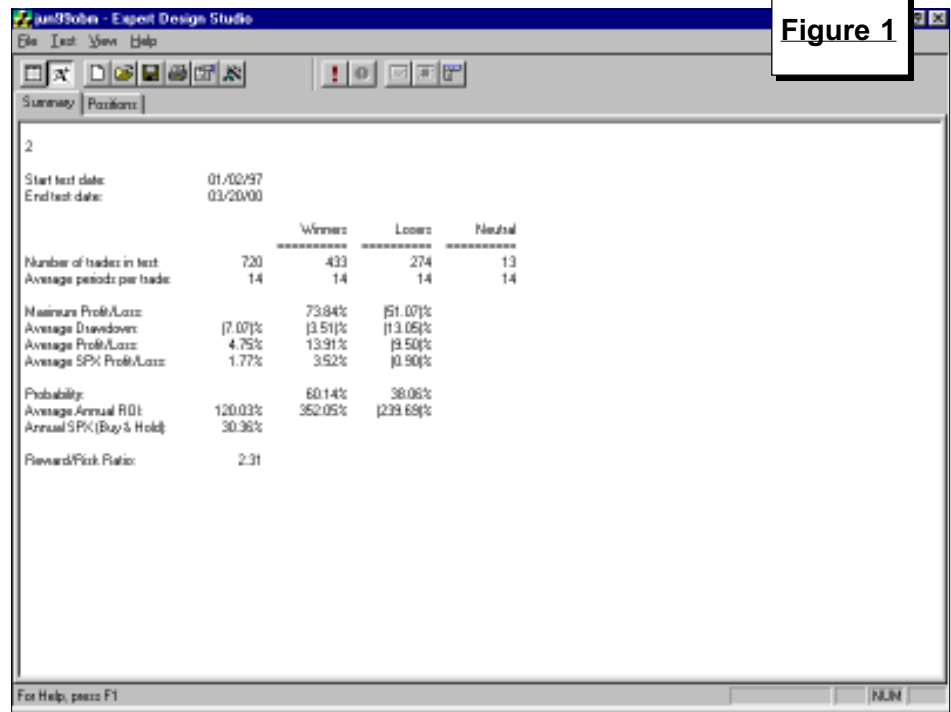 jun99obm - Expert Design Studio
Figure 1
File Test View Help
Summary Positions
2
Start test date: 01/02/97
End test date: 03/20/00
Winners Losers Neutral
========== ========== ==========
Number of trades in test: 720 433 274 13
Average periods per trade: 14 14 14 14
Maximum Profit/Loss: 73.84% (51.07)%
Average Drawdown: (7.07)% (3.51)% (13.05)%
Average Profit/Loss: 4.75% 13.91% (9.50)%
Average SPX Profit/Loss: 1.77% 3.52% (0.90)%
Probability: 60.14% 38.06%
Average Annual ROI: 120.03% 352.05% (239.69)%
Annual SPX (Buy & Hold): 30.36%
Reward/Risk Ratio: 2.31
For Help, press F1
NUM